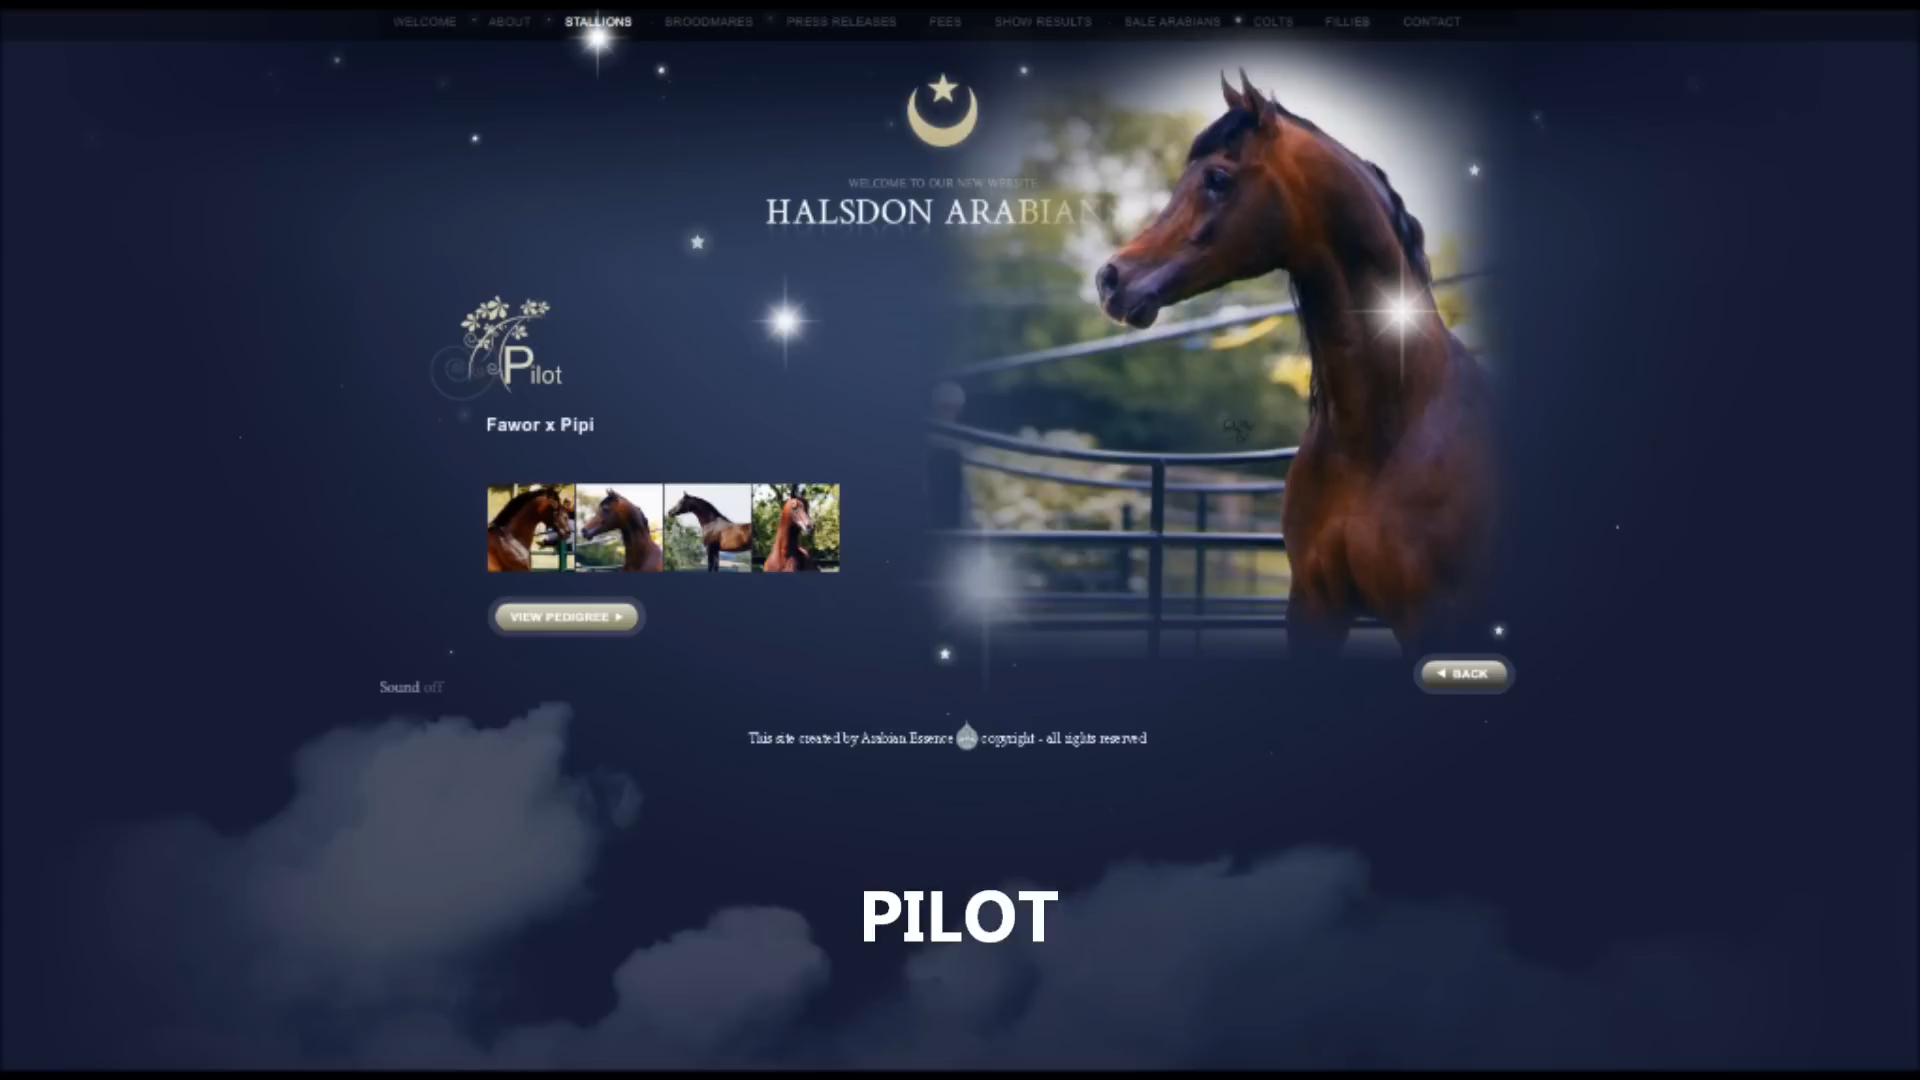 WELCOME ABOUT STALLIONS BROODMARES PRESS RELEASES FEES SHOW RESULTS SALE ARABIANS COLTS FILLIES CONTACT
WELCOME TO OUR NEW WEBSITE
HALSDON ARABIAN
Pilot
Fawor x Pipi
VIEW PEDIGREE
BACK
Sound off
This site created by Arabian Essence copyright - all rights reserved
PILOT